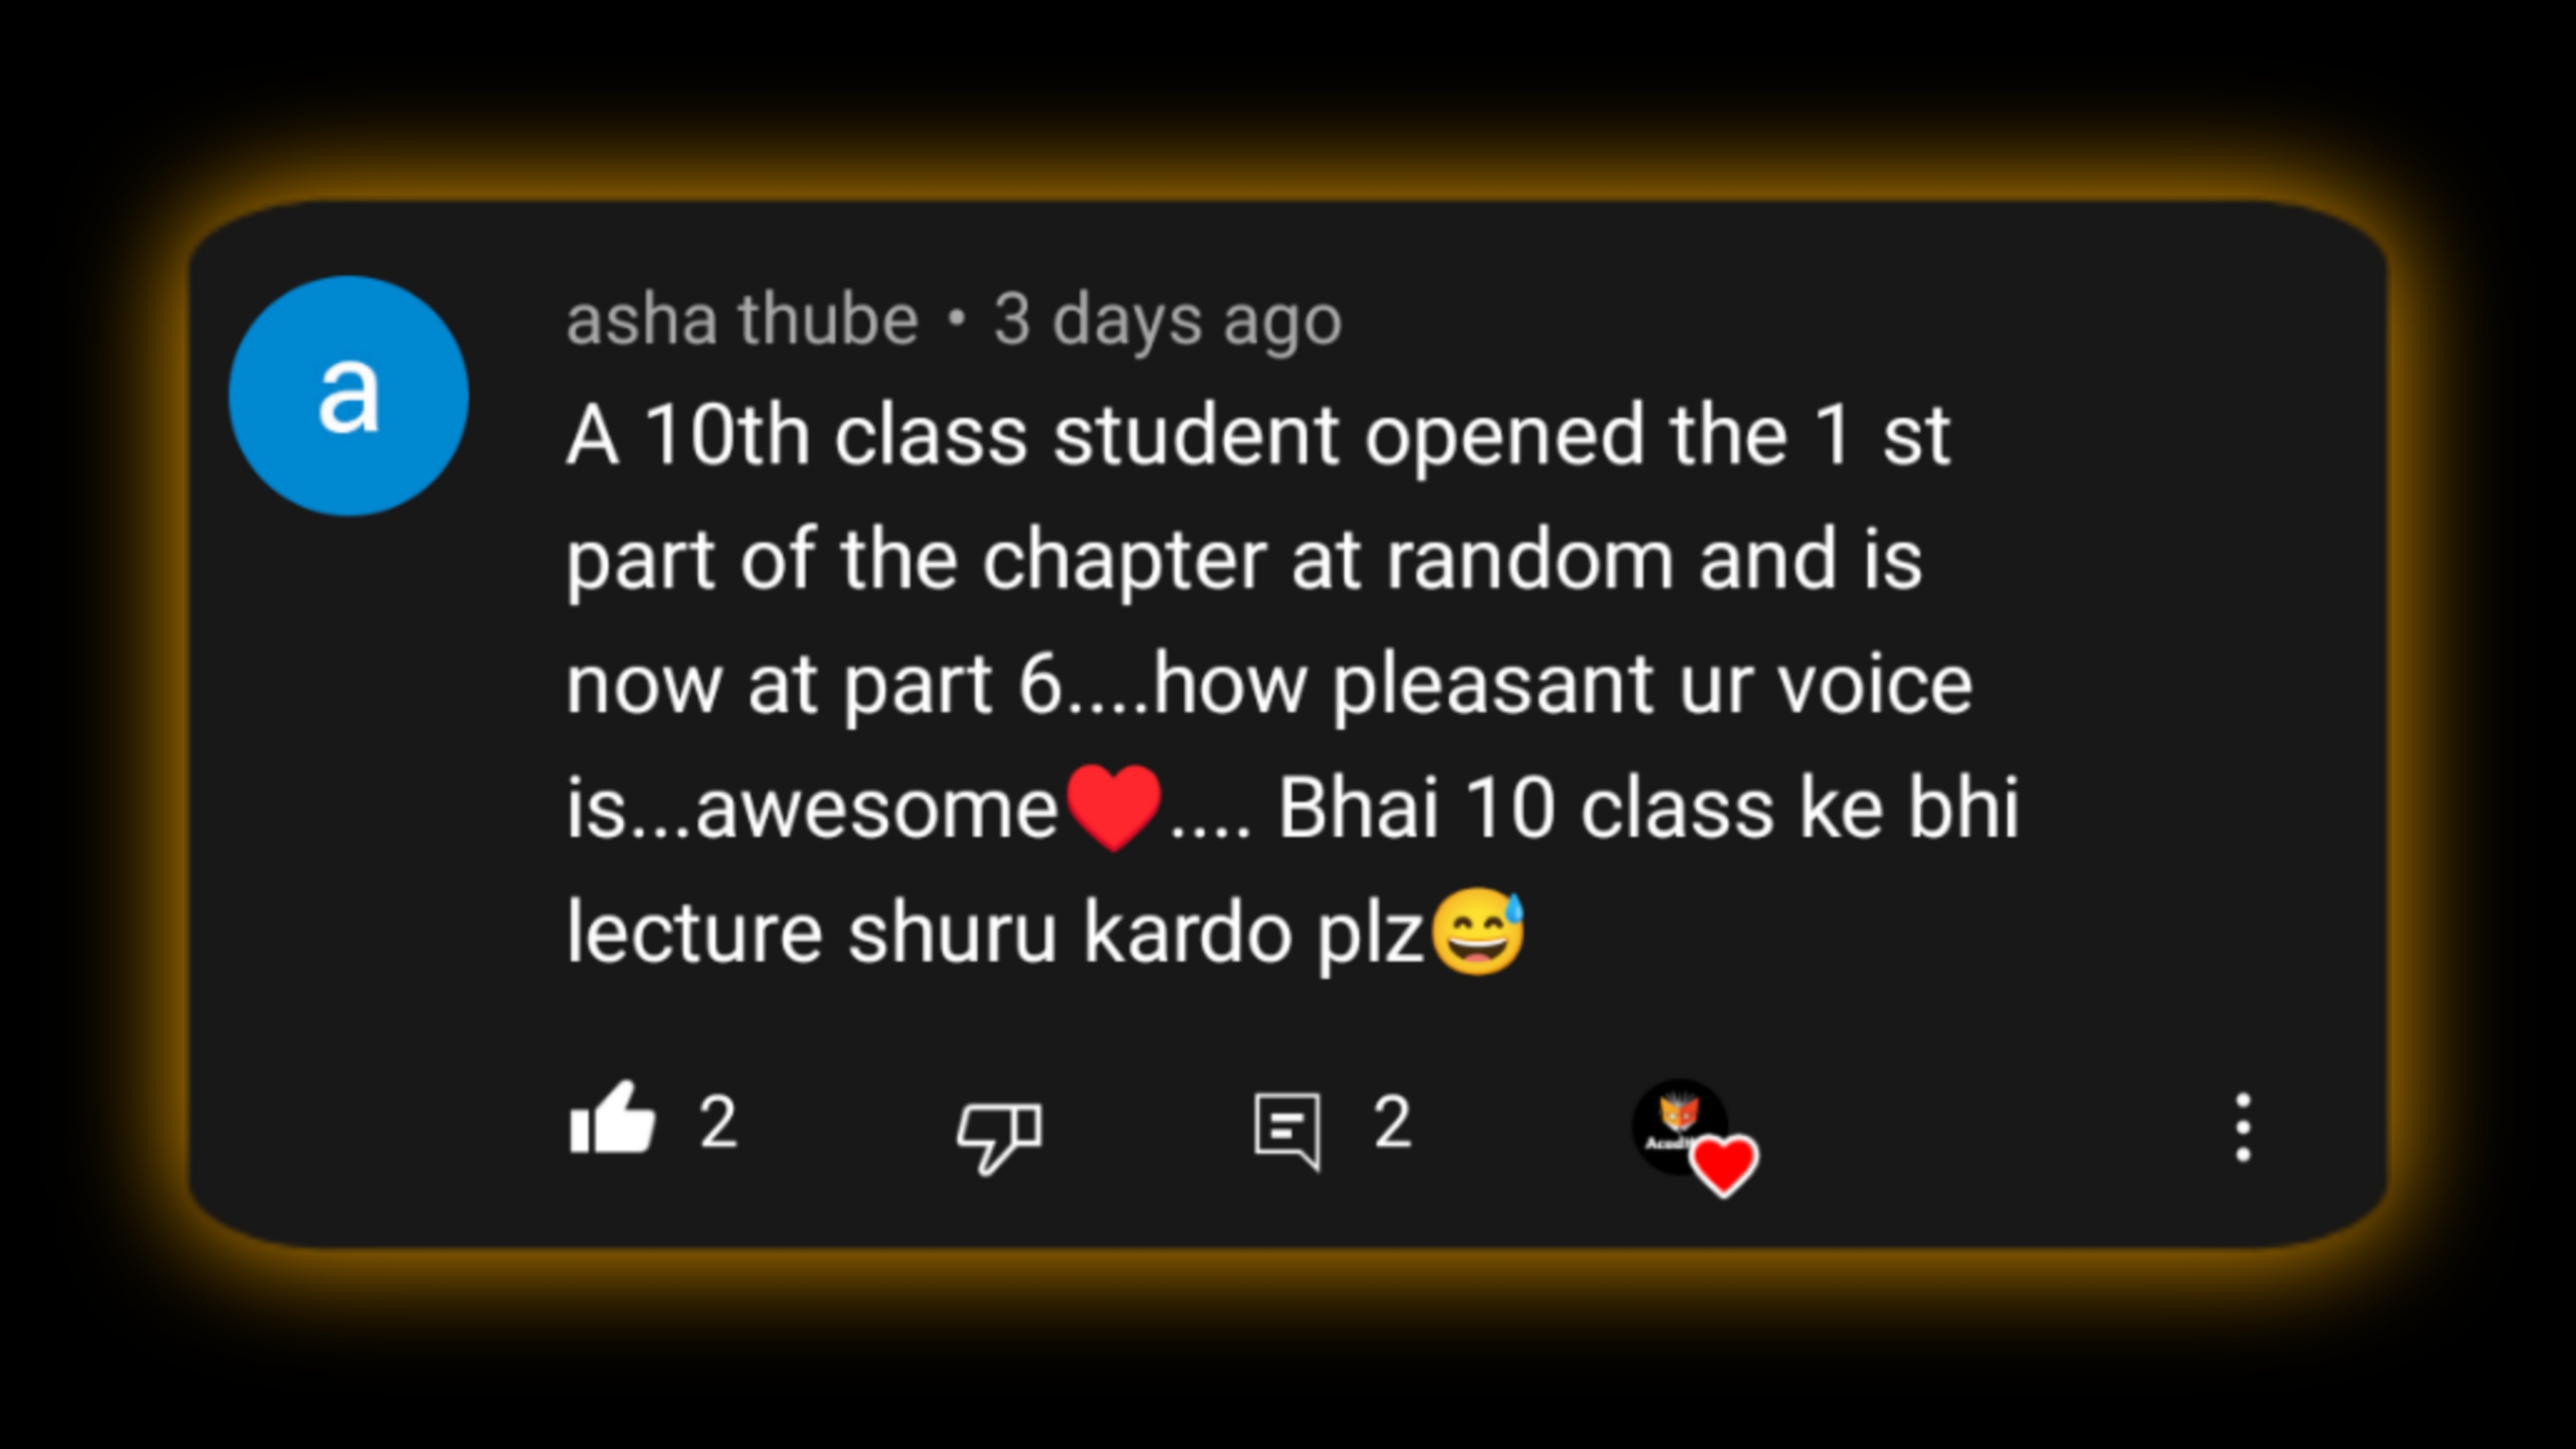 a
asha thube • 3 days ago
A 10th class student opened the 1 st
part of the chapter at random and is
now at part 6....how pleasant ur voice
is...awesome♥️.... Bhai 10 class ke bhi
lecture shuru kardo plz😅
2
2